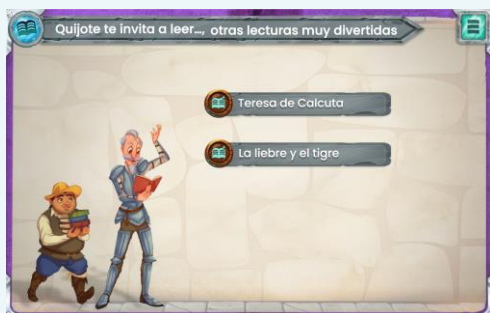 Quijote te invita a leer..., otras lecturas muy divertidas
Teresa de Calcuta
La liebre y el tigre